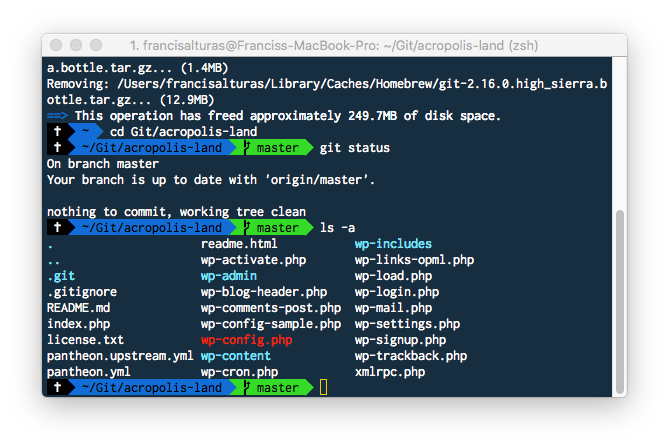 1. francisalturas@Franciss-MacBook-Pro: ~/Git/acropolis-land (zsh)
a.bottle.tar.gz... (1.4MB)
Removing: /Users/francisalturas/Library/Caches/Homebrew/git-2.16.0.high_sierra.b
ottle.tar.gz... (12.9MB)
==> This operation has freed approximately 249.7MB of disk space.
✝ ~ cd Git/acropolis-land
✝ ~/Git/acropolis-land master git status
On branch master
Your branch is up to date with 'origin/master'.
nothing to commit, working tree clean
✝ ~/Git/acropolis-land master ls -a
. readme.html wp-includes
.. wp-activate.php wp-links-opml.php
.git wp-admin wp-load.php
.gitignore wp-blog-header.php wp-login.php
README.md wp-comments-post.php wp-mail.php
index.php wp-config-sample.php wp-settings.php
license.txt wp-config.php wp-signup.php
pantheon.upstream.yml wp-content wp-trackback.php
pantheon.yml wp-cron.php xmlrpc.php
✝ ~/Git/acropolis-land master